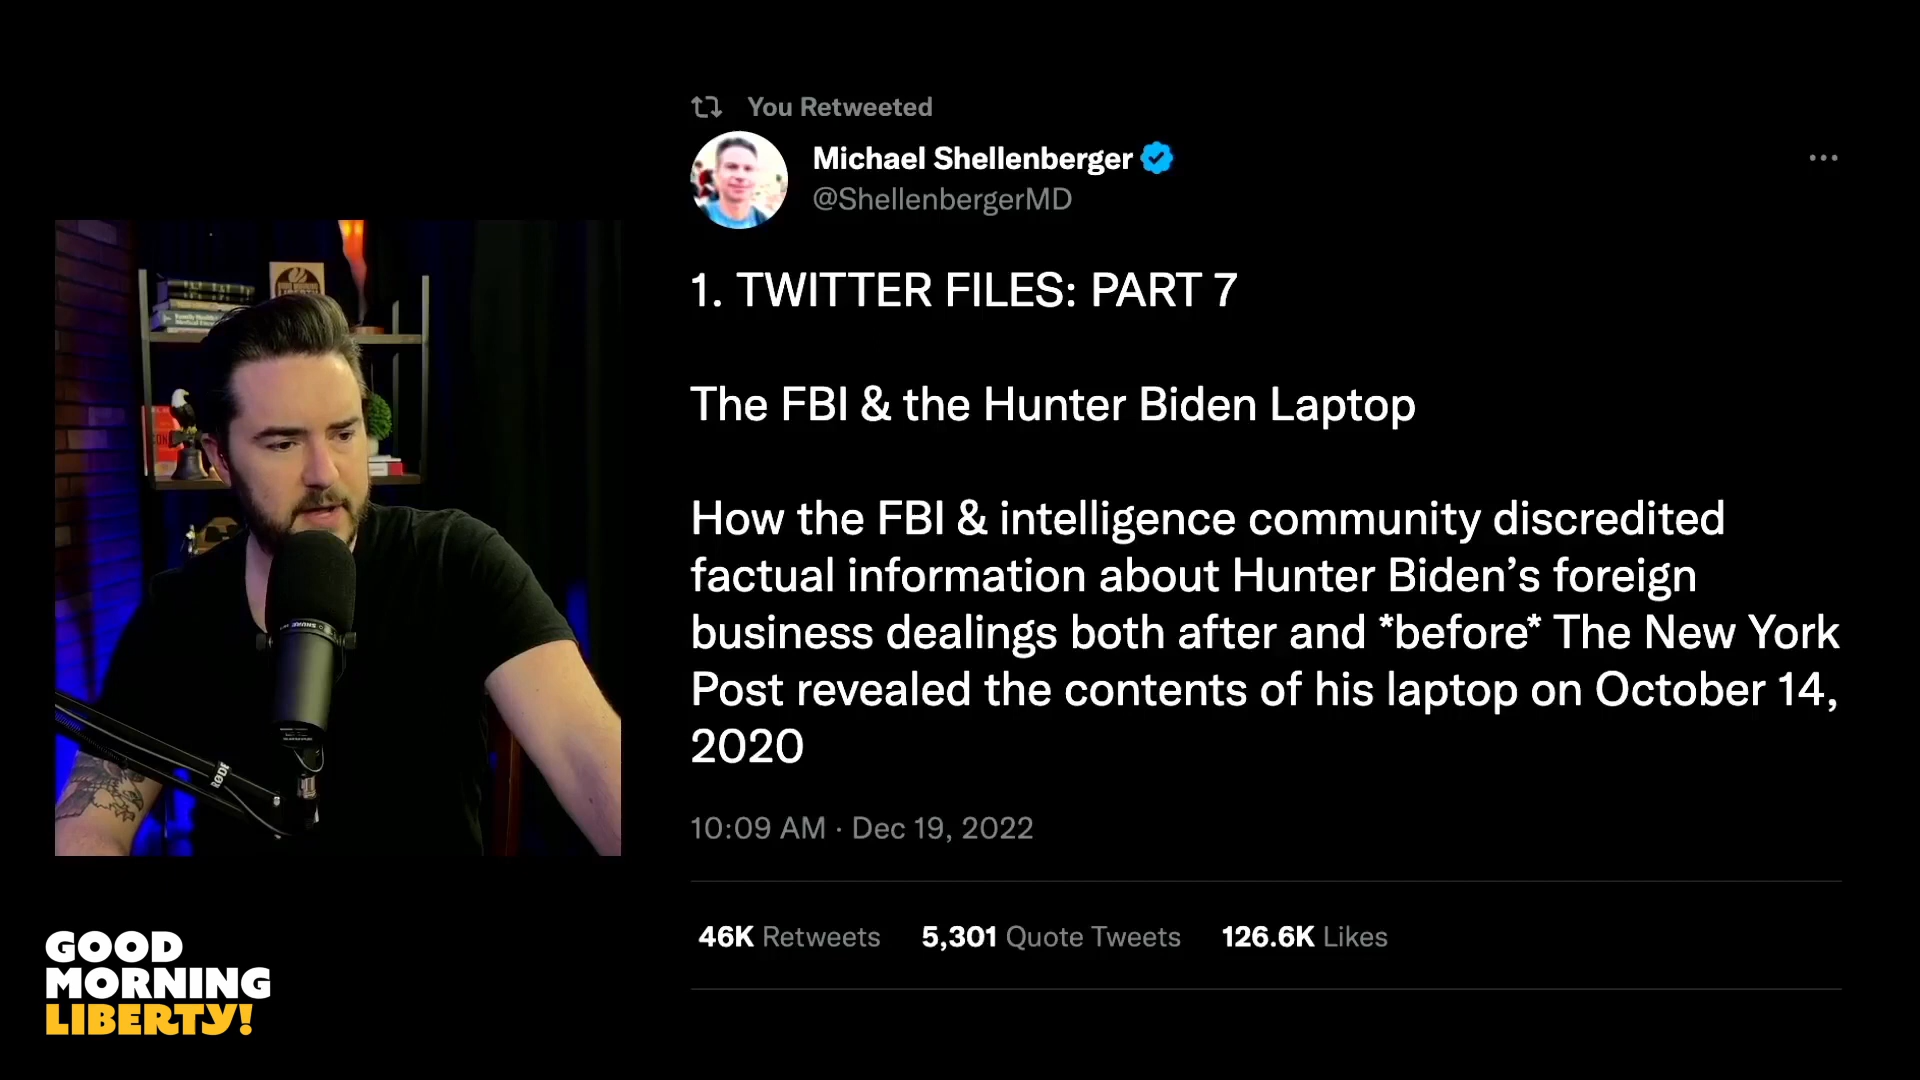 You Retweeted
Michael Shellenberger
@ShellenbergerMD
1. TWITTER FILES: PART 7
The FBI & the Hunter Biden Laptop
How the FBI & intelligence community discredited
factual information about Hunter Biden’s foreign
business dealings both after and *before* The New York
Post revealed the contents of his laptop on October 14,
2020
10:09 AM · Dec 19, 2022
46K Retweets 5,301 Quote Tweets 126.6K Likes
RØDE
GOOD
MORNING
LIBERTY!